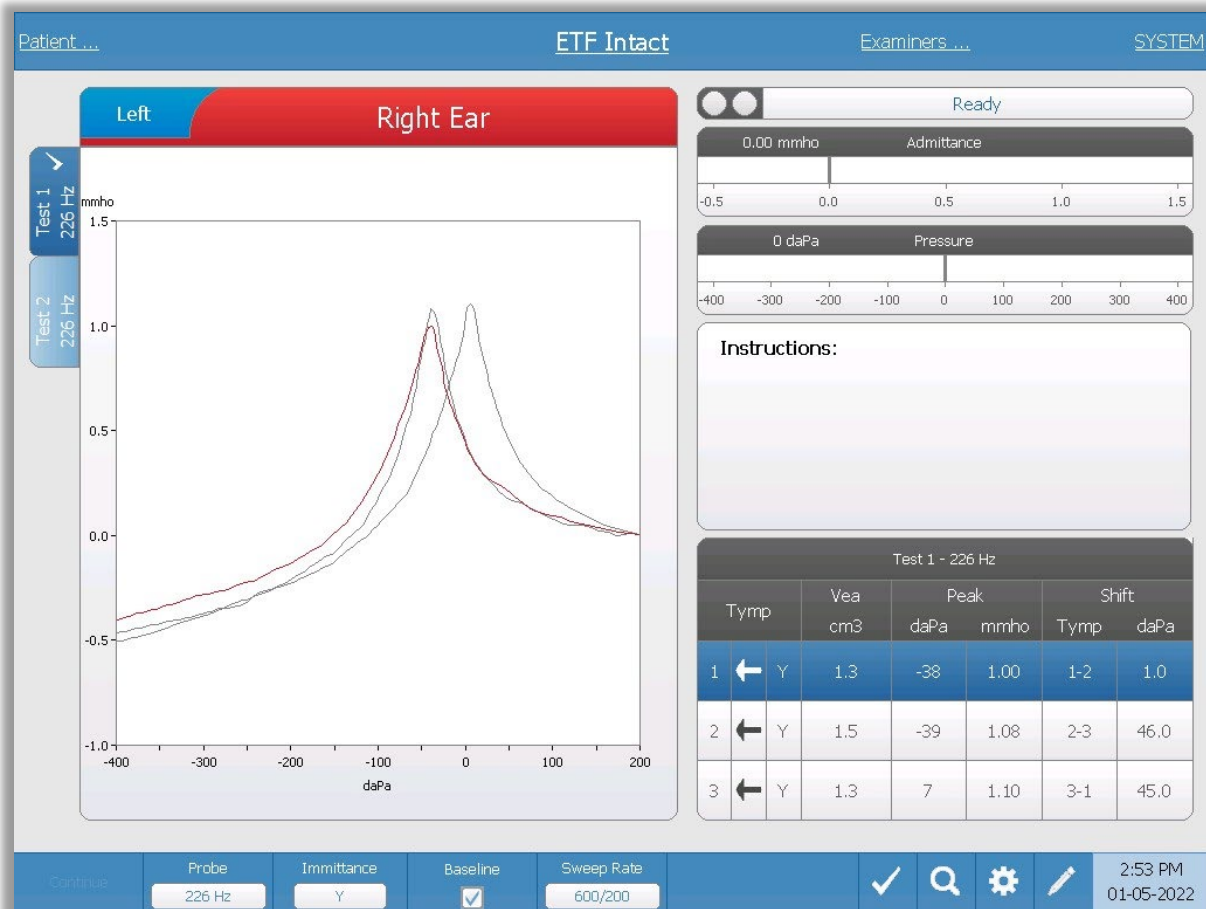 Patient ... ETF Intact Examiners ... SYSTEM
Left Right Ear
Test 1
226 Hz
Test 2
226 Hz
mmho
1.5
1.0
0.5
0.0
-0.5
-1.0
-400 -300 -200 -100 0 100 200
daPa
Ready
0.00 mmho Admittance
-0.5 0.0 0.5 1.0 1.5
0 daPa Pressure
-400 -300 -200 -100 0 100 200 300 400
Instructions:
Test 1 - 226 Hz
Tymp Vea Peak Shift
cm3 daPa mmho Tymp daPa
1 Y 1.3 -38 1.00 1-2 1.0
2 Y 1.5 -39 1.08 2-3 46.0
3 Y 1.3 7 1.10 3-1 45.0
Continue Probe Immittance Baseline Sweep Rate
226 Hz Y 600/200
2:53 PM
01-05-2022